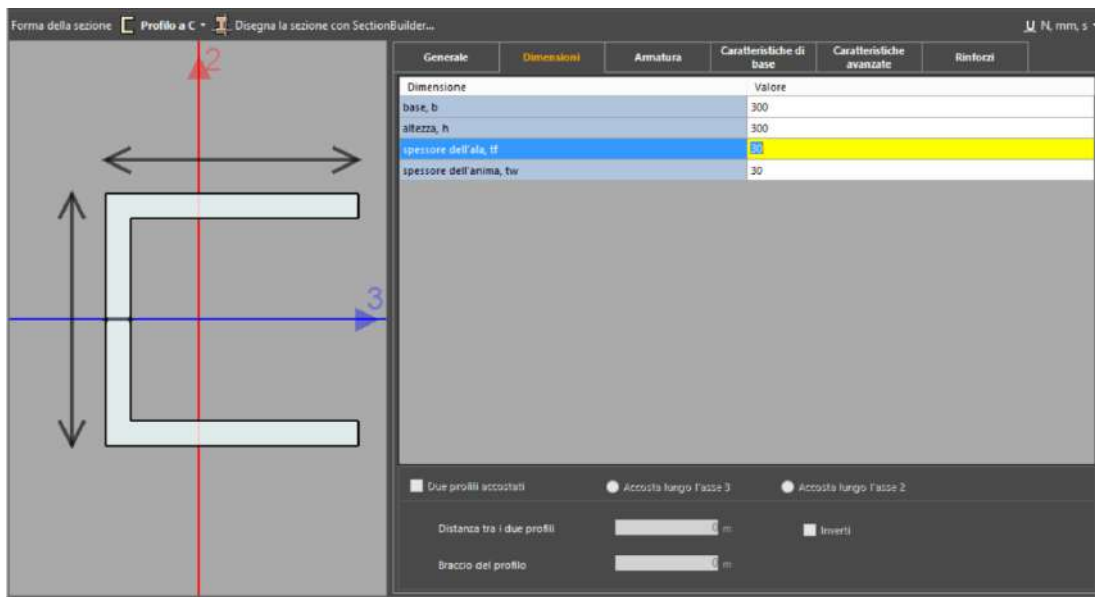 Forma della sezione Profilo a C Disegna la sezione con SectionBuilder... U N, mm, s
2
3
Generale Dimensioni Armatura Caratteristiche di base Caratteristiche avanzate Rinforzi
Dimensione Valore
base, b 300
altezza, h 300
spessore dell'ala, tf 30
spessore dell'anima, tw 30
Due profili accostati Accosta lungo l'asse 3 Accosta lungo l'asse 2
Distanza tra i due profili 0 m Inverti
Braccio del profilo 0 m